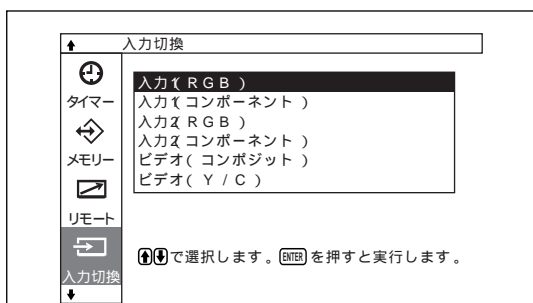 入力切換
タイマー
メモリー
リモート
入力切換
入力1(RGB)
入力1(コンポーネント)
入力2(RGB)
入力2(コンポーネント)
ビデオ(コンポジット)
ビデオ(Y/C)
で選択します。ENTERを押すと実行します。